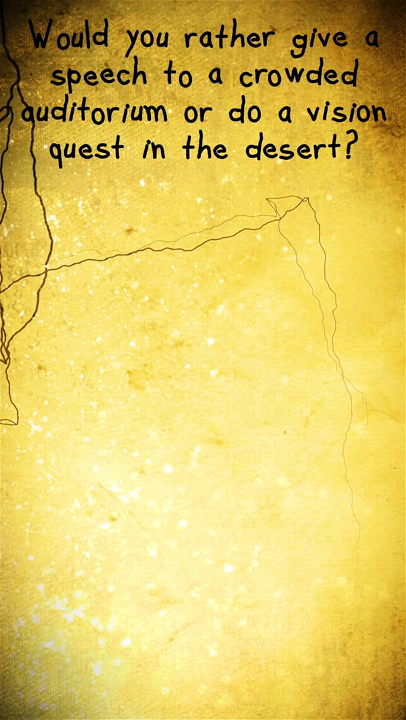 Would you rather give a
speech to a crowded
auditorium or do a vision
quest in the desert?